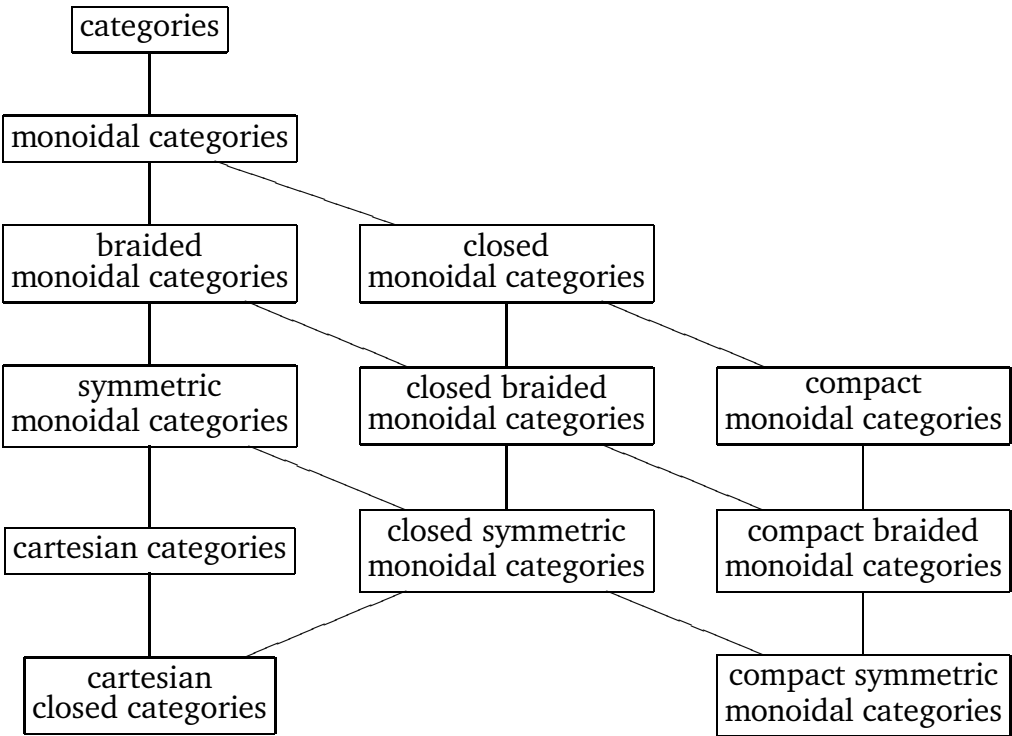 categories
monoidal categories
braided
monoidal categories
closed
monoidal categories
symmetric
monoidal categories
closed braided
monoidal categories
compact
monoidal categories
cartesian categories
closed symmetric
monoidal categories
compact braided
monoidal categories
cartesian
closed categories
compact symmetric
monoidal categories